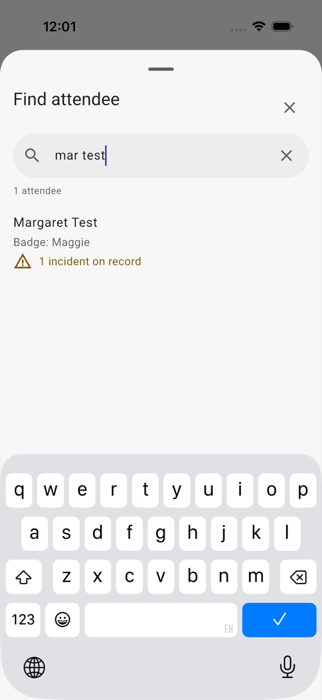 12:01
Find attendee
mar test
1 attendee
Margaret Test
Badge: Maggie
1 incident on record
q w e r t y u i o p
a s d f g h j k l
z x c v b n m
123
EN